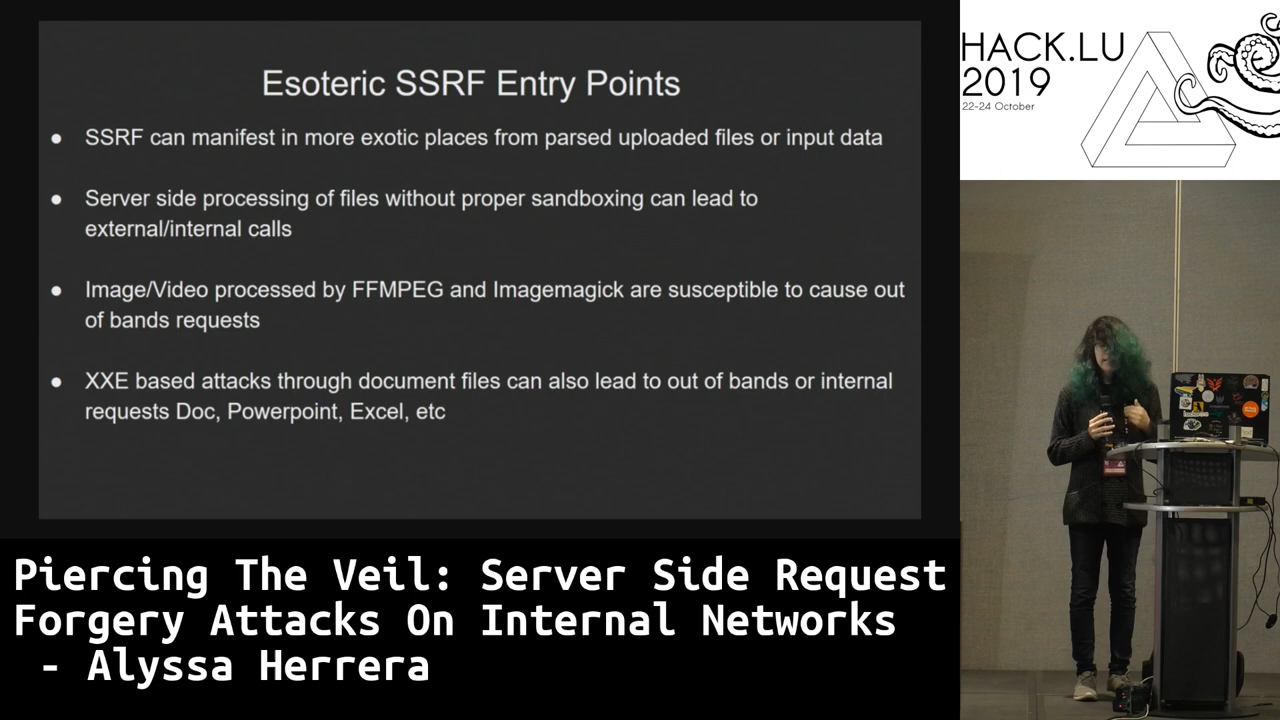 Esoteric SSRF Entry Points
● SSRF can manifest in more exotic places from parsed uploaded files or input data
● Server side processing of files without proper sandboxing can lead to
external/internal calls
● Image/Video processed by FFMPEG and Imagemagick are susceptible to cause out
of bands requests
● XXE based attacks through document files can also lead to out of bands or internal
requests Doc, Powerpoint, Excel, etc
HACK.LU
2019
22-24 October
Piercing The Veil: Server Side Request
Forgery Attacks On Internal Networks
- Alyssa Herrera